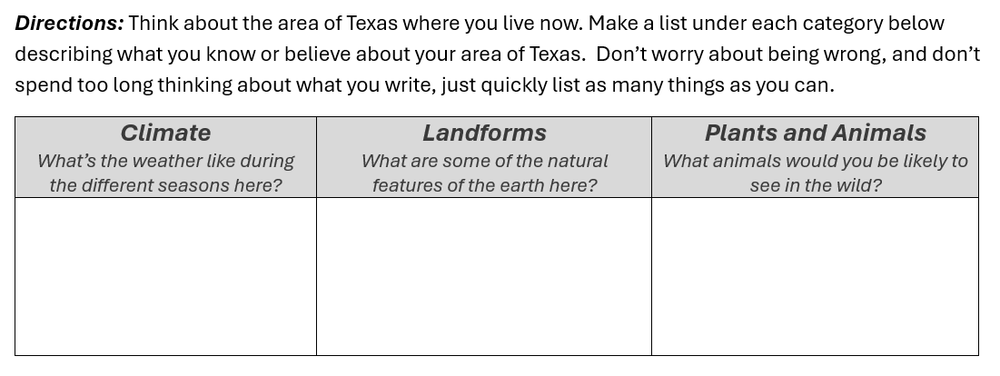 Directions: Think about the area of Texas where you live now. Make a list under each category below
describing what you know or believe about your area of Texas.  Don’t worry about being wrong, and don’t
spend too long thinking about what you write, just quickly list as many things as you can.
Climate
What’s the weather like during
the different seasons here?
Landforms
What are some of the natural
features of the earth here?
Plants and Animals
What animals would you be likely to
see in the wild?